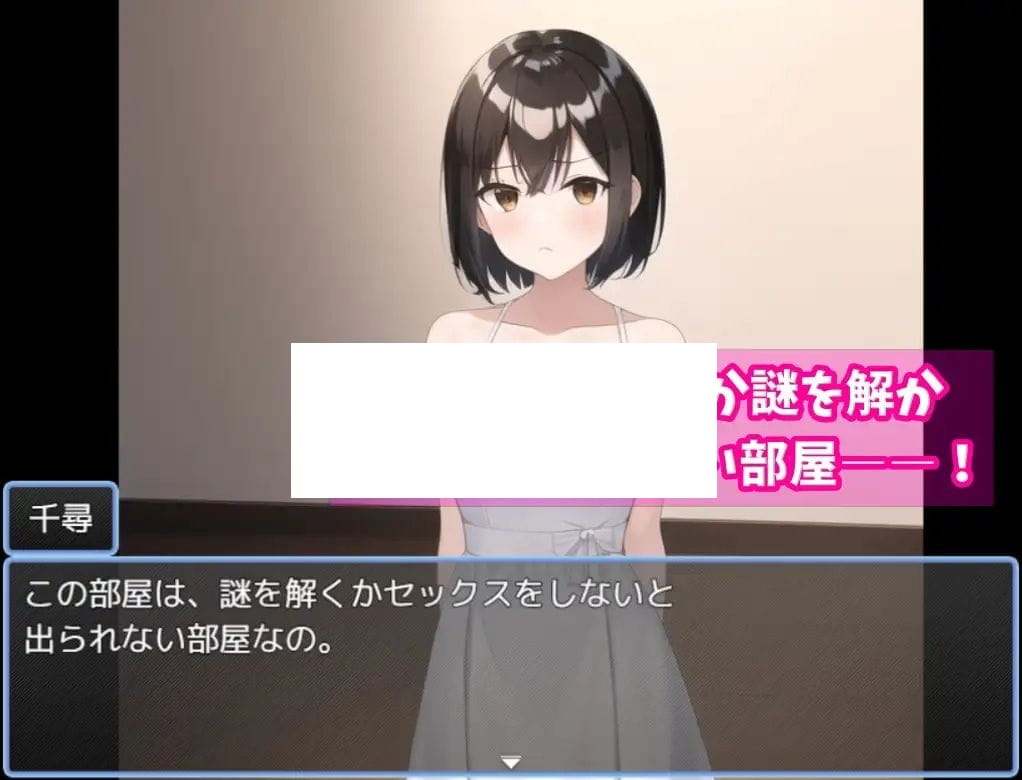 か謎を解か
い部屋――！
千尋
この部屋は、謎を解くかセックスをしないと
出られない部屋なの。